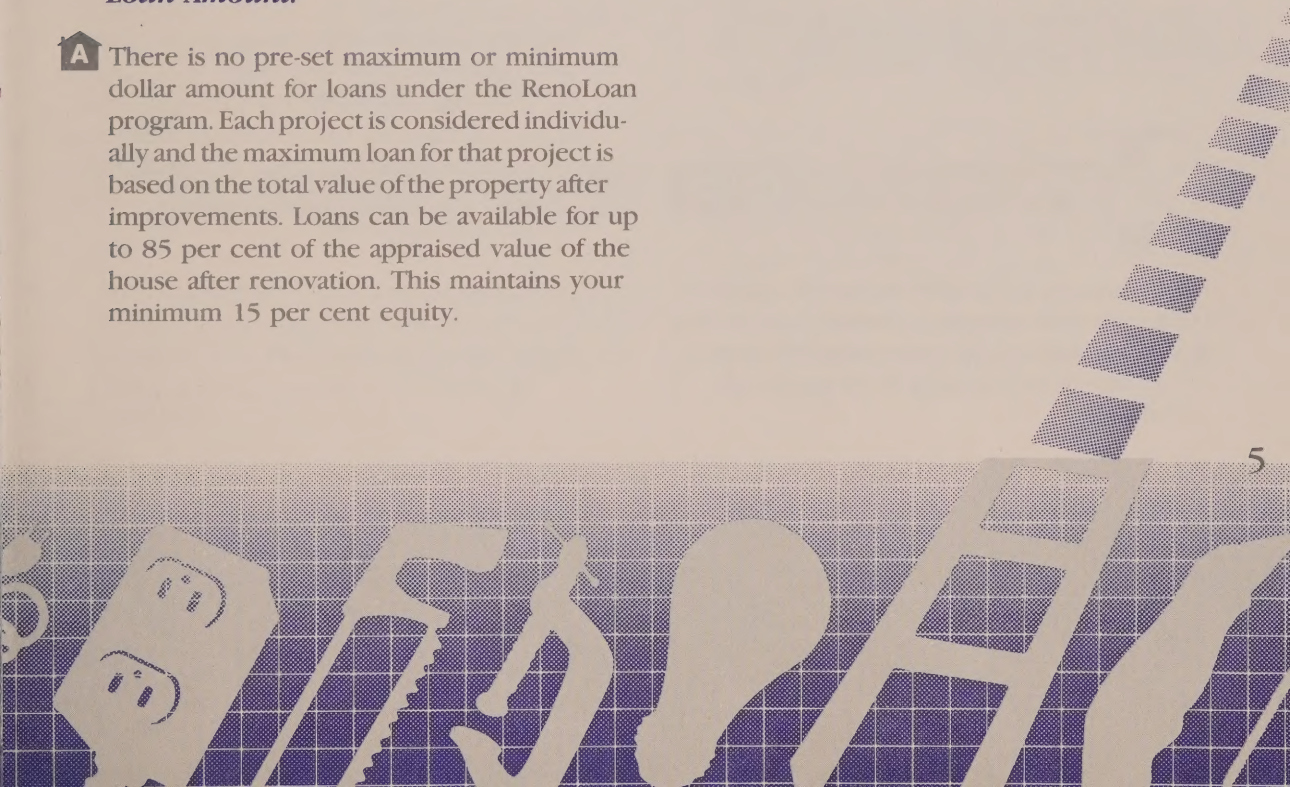 Loan Amount
A There is no pre-set maximum or minimum
dollar amount for loans under the RenoLoan
program. Each project is considered individu-
ally and the maximum loan for that project is
based on the total value of the property after
improvements. Loans can be available for up
to 85 per cent of the appraised value of the
house after renovation. This maintains your
minimum 15 per cent equity.
5